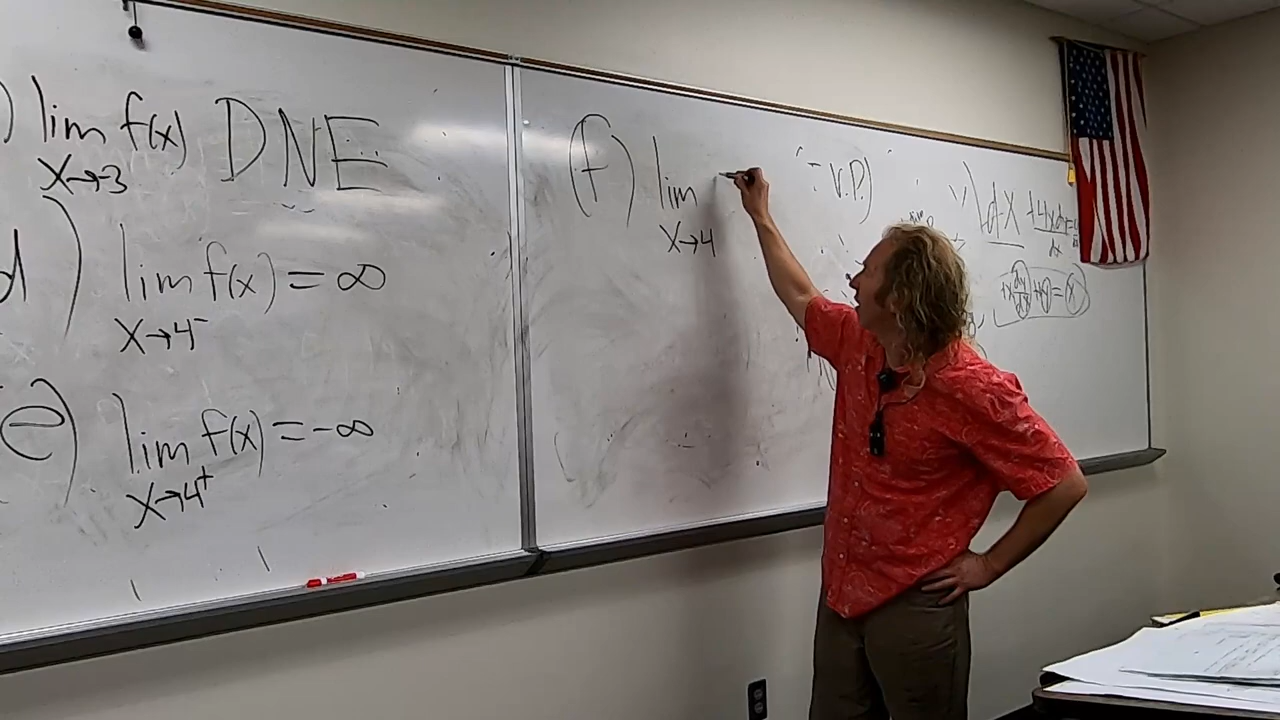 ) lim f(x) DNE
x→-3
d) lim f(x) = ∞
x→4⁻
e) lim f(x) = -∞
x→4⁺
(f) lim
x→4
V.P.)